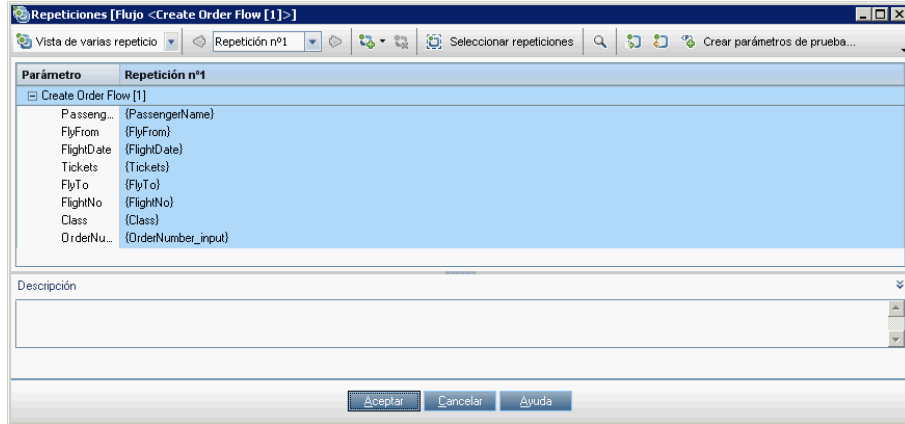 Repeticiones [Flujo <Create Order Flow [1]>]
Vista de varias repeticio Repetición nº1 Seleccionar repeticiones Crear parámetros de prueba...
Parámetro Repetición nº1
Create Order Flow [1]
Passeng... {PassengerName}
FlyFrom {FlyFrom}
FlightDate {FlightDate}
Tickets {Tickets}
FlyTo {FlyTo}
FlightNo {FlightNo}
Class {Class}
OrderNu... {OrderNumber_input}
Descripción
Aceptar Cancelar Ayuda